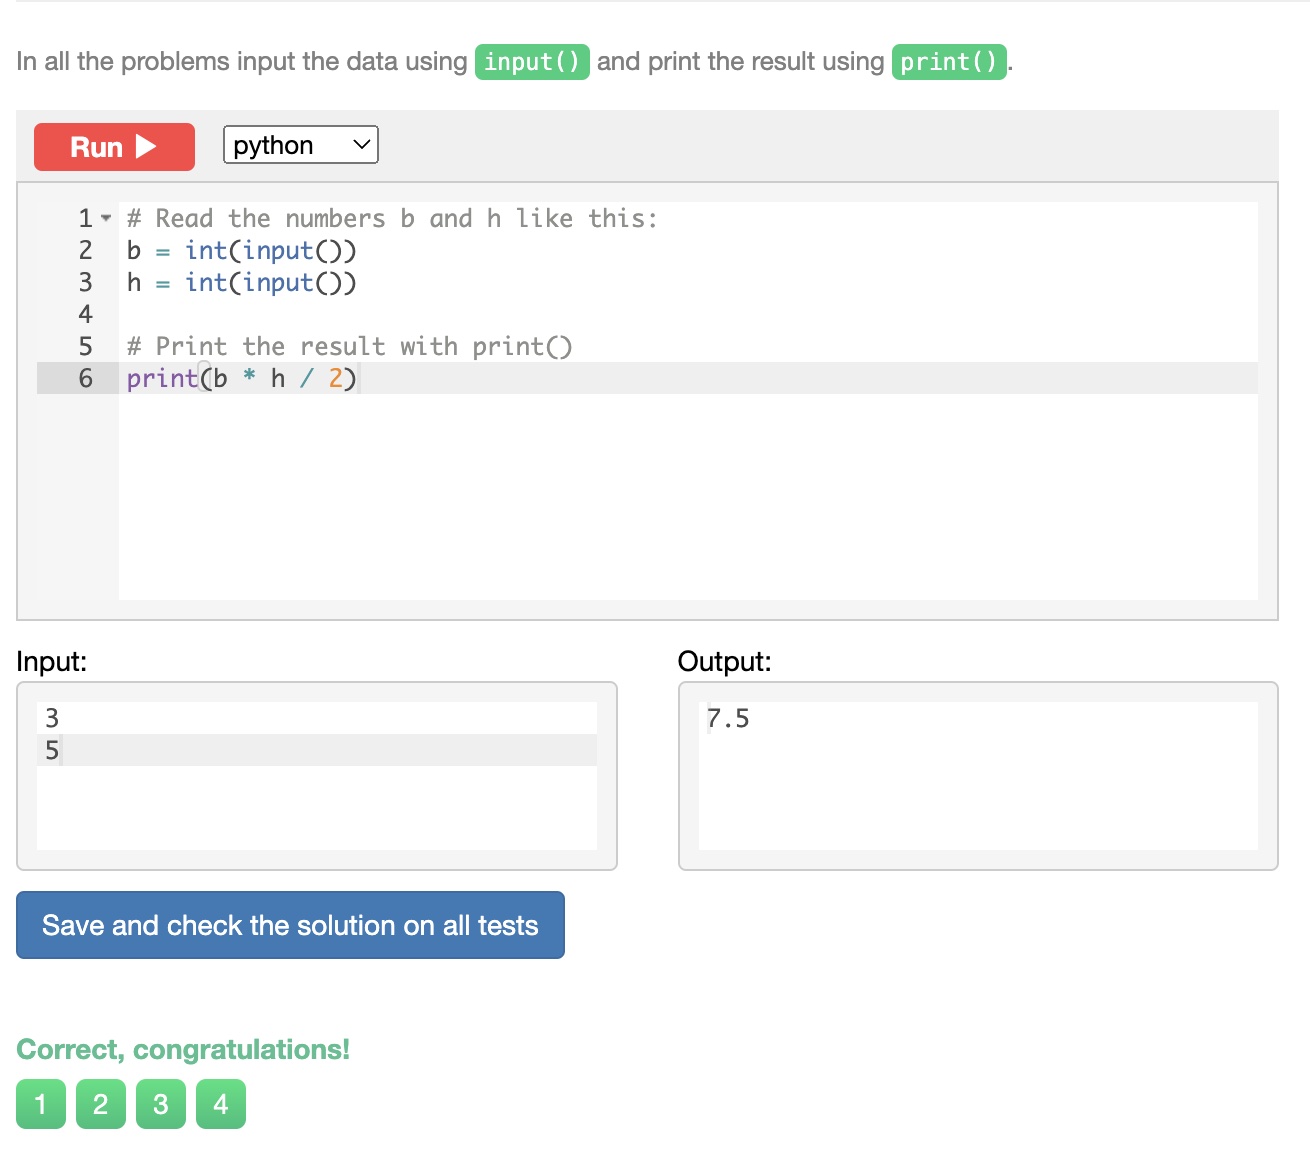 In all the problems input the data using input() and print the result using print().
Run
python
1 # Read the numbers b and h like this:
2 b = int(input())
3 h = int(input())
4
5 # Print the result with print()
6 print(b * h / 2)
Input:
Output:
3
5
7.5
Save and check the solution on all tests
Correct, congratulations!
1 2 3 4